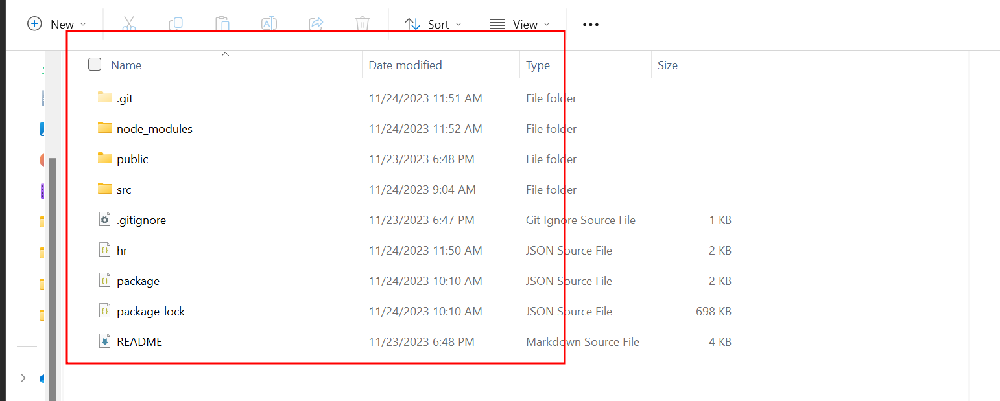 New Sort View
Name Date modified Type Size
.git 11/24/2023 11:51 AM File folder
node_modules 11/24/2023 11:52 AM File folder
public 11/23/2023 6:48 PM File folder
src 11/24/2023 9:04 AM File folder
.gitignore 11/23/2023 6:47 PM Git Ignore Source File 1 KB
hr 11/24/2023 11:50 AM JSON Source File 2 KB
package 11/24/2023 10:10 AM JSON Source File 2 KB
package-lock 11/24/2023 10:10 AM JSON Source File 698 KB
README 11/23/2023 6:48 PM Markdown Source File 4 KB